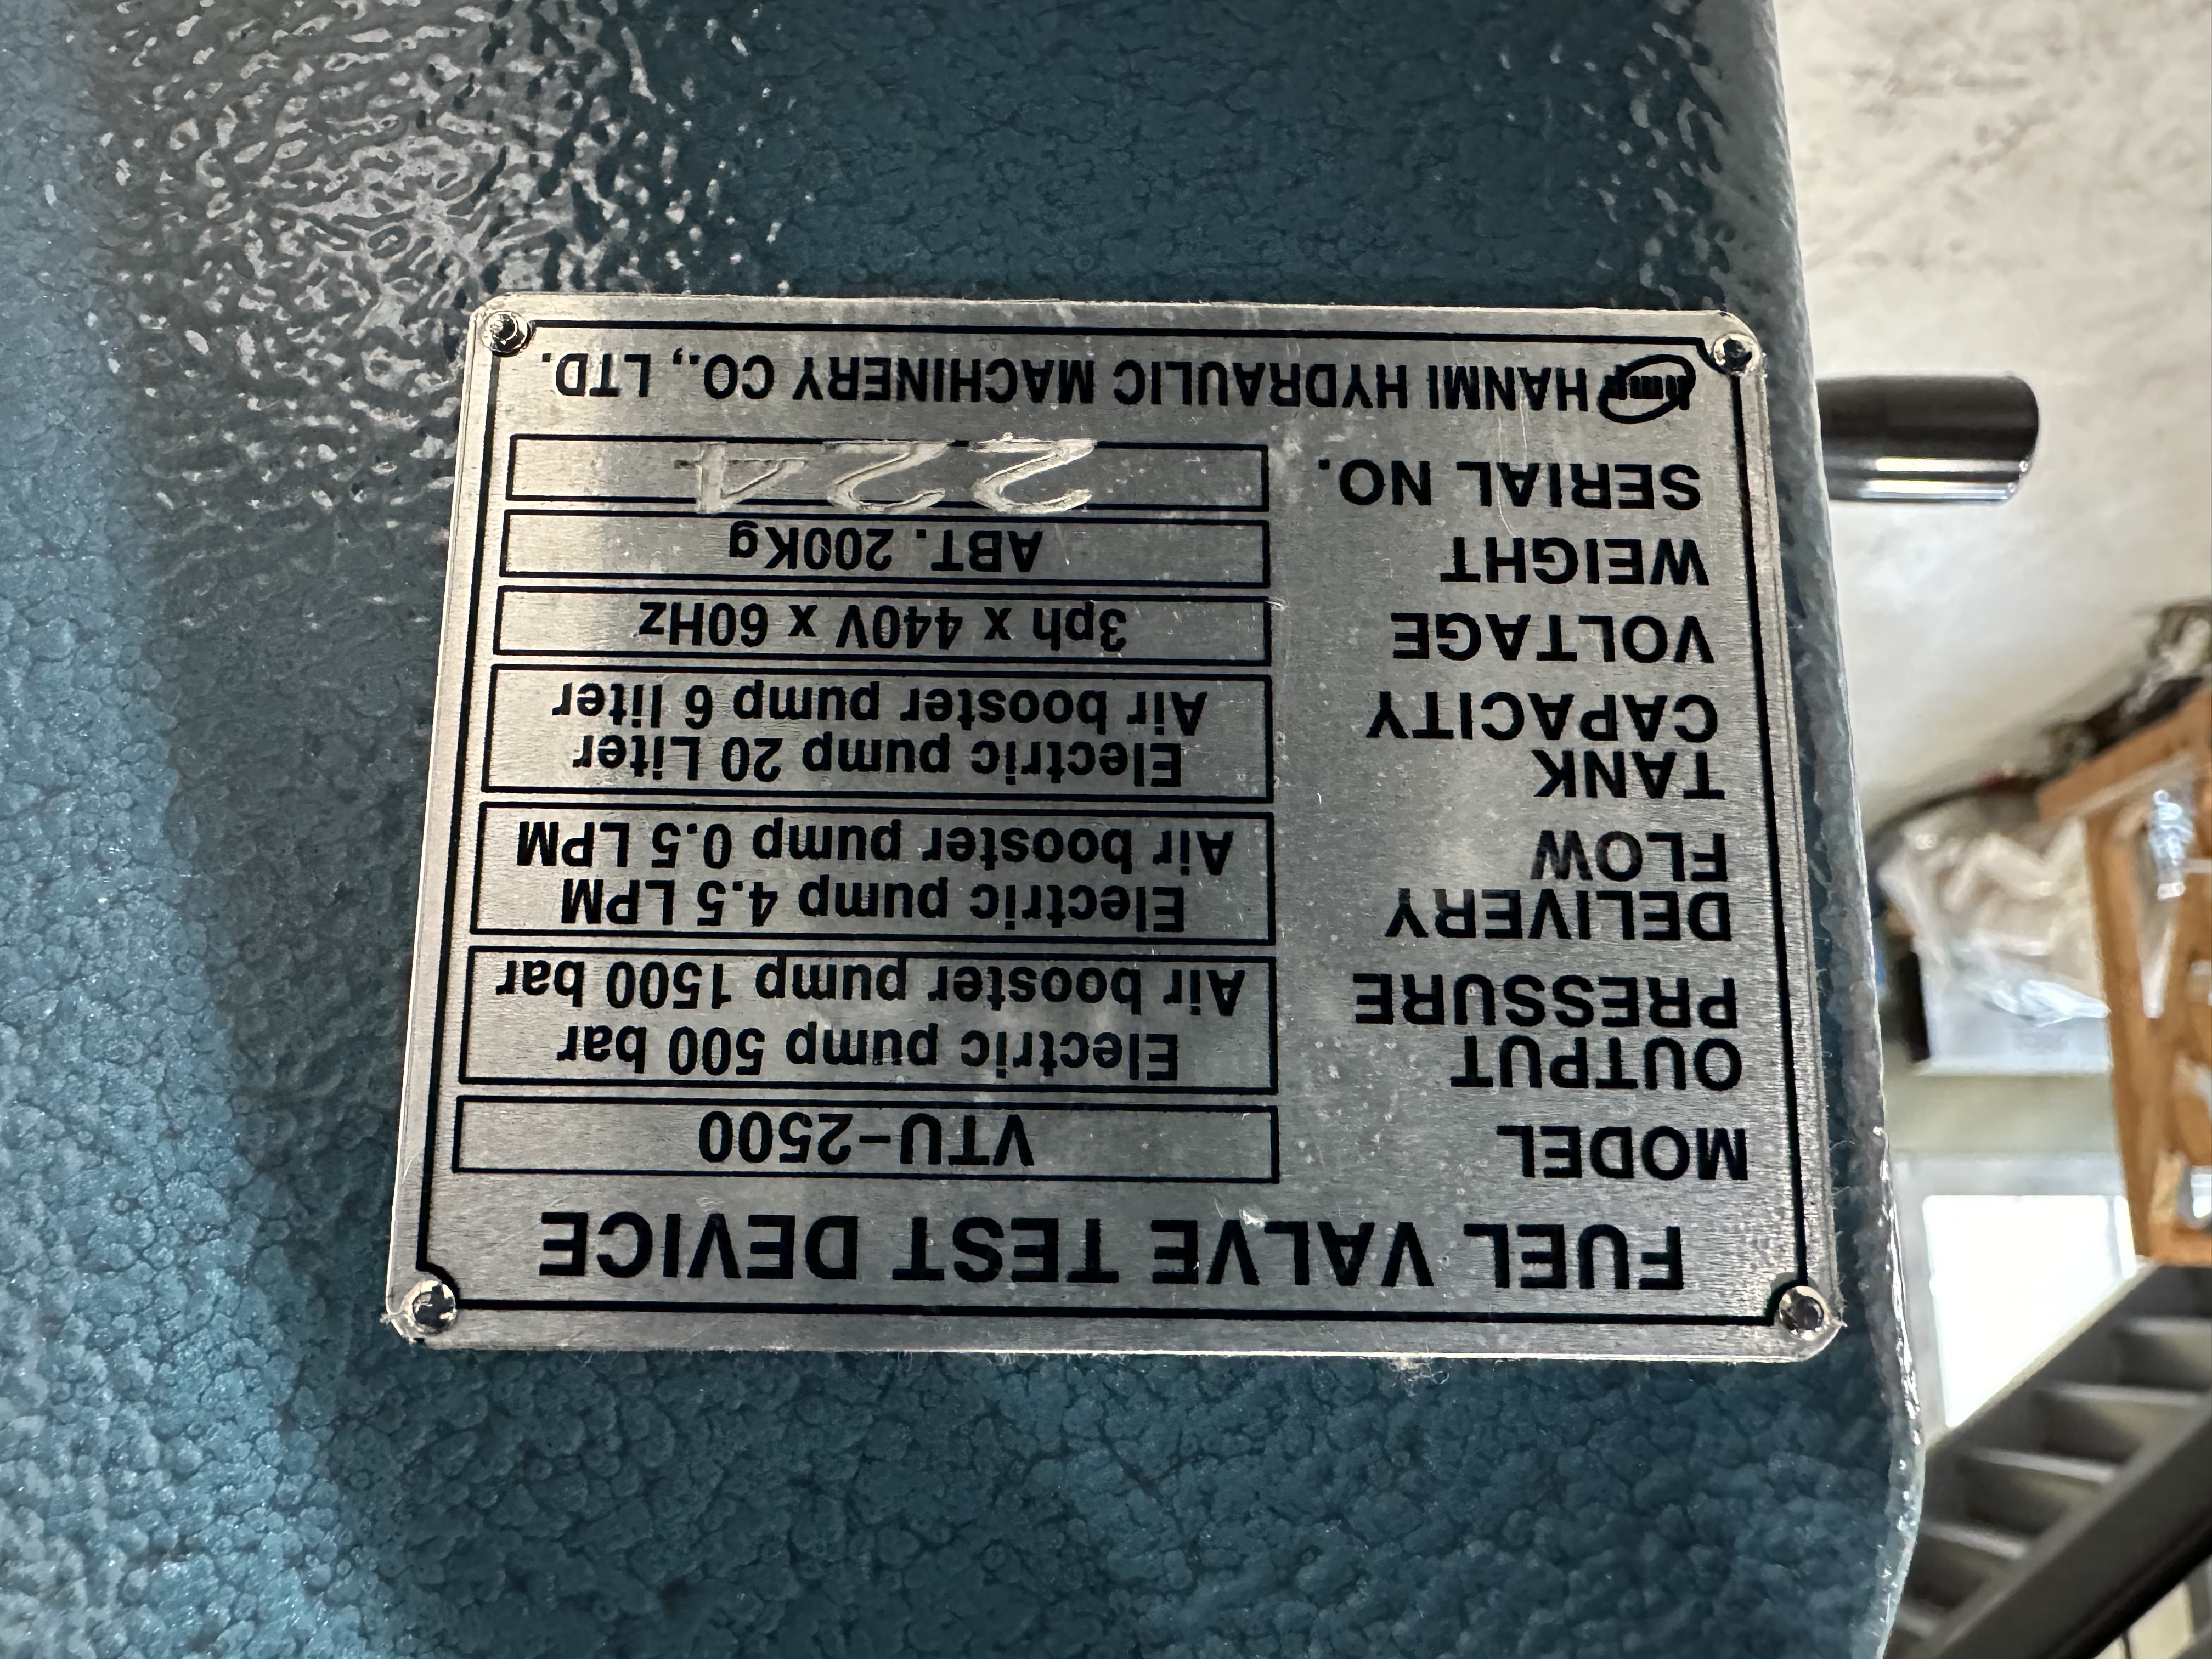 FUEL VALVE TEST DEVICE
MODEL VTU-2500
OUTPUT Electric pump 500 bar
PRESSURE Air booster pump 1500 bar
DELIVERY Electric pump 4.5 LPM
FLOW Air booster pump 0.5 LPM
TANK Electric pump 20 Liter
CAPACITY Air booster pump 6 liter
VOLTAGE 3ph x 440V x 60Hz
WEIGHT ABT. 200Kg
SERIAL NO. 224
HANMI HYDRAULIC MACHINERY CO., LTD.